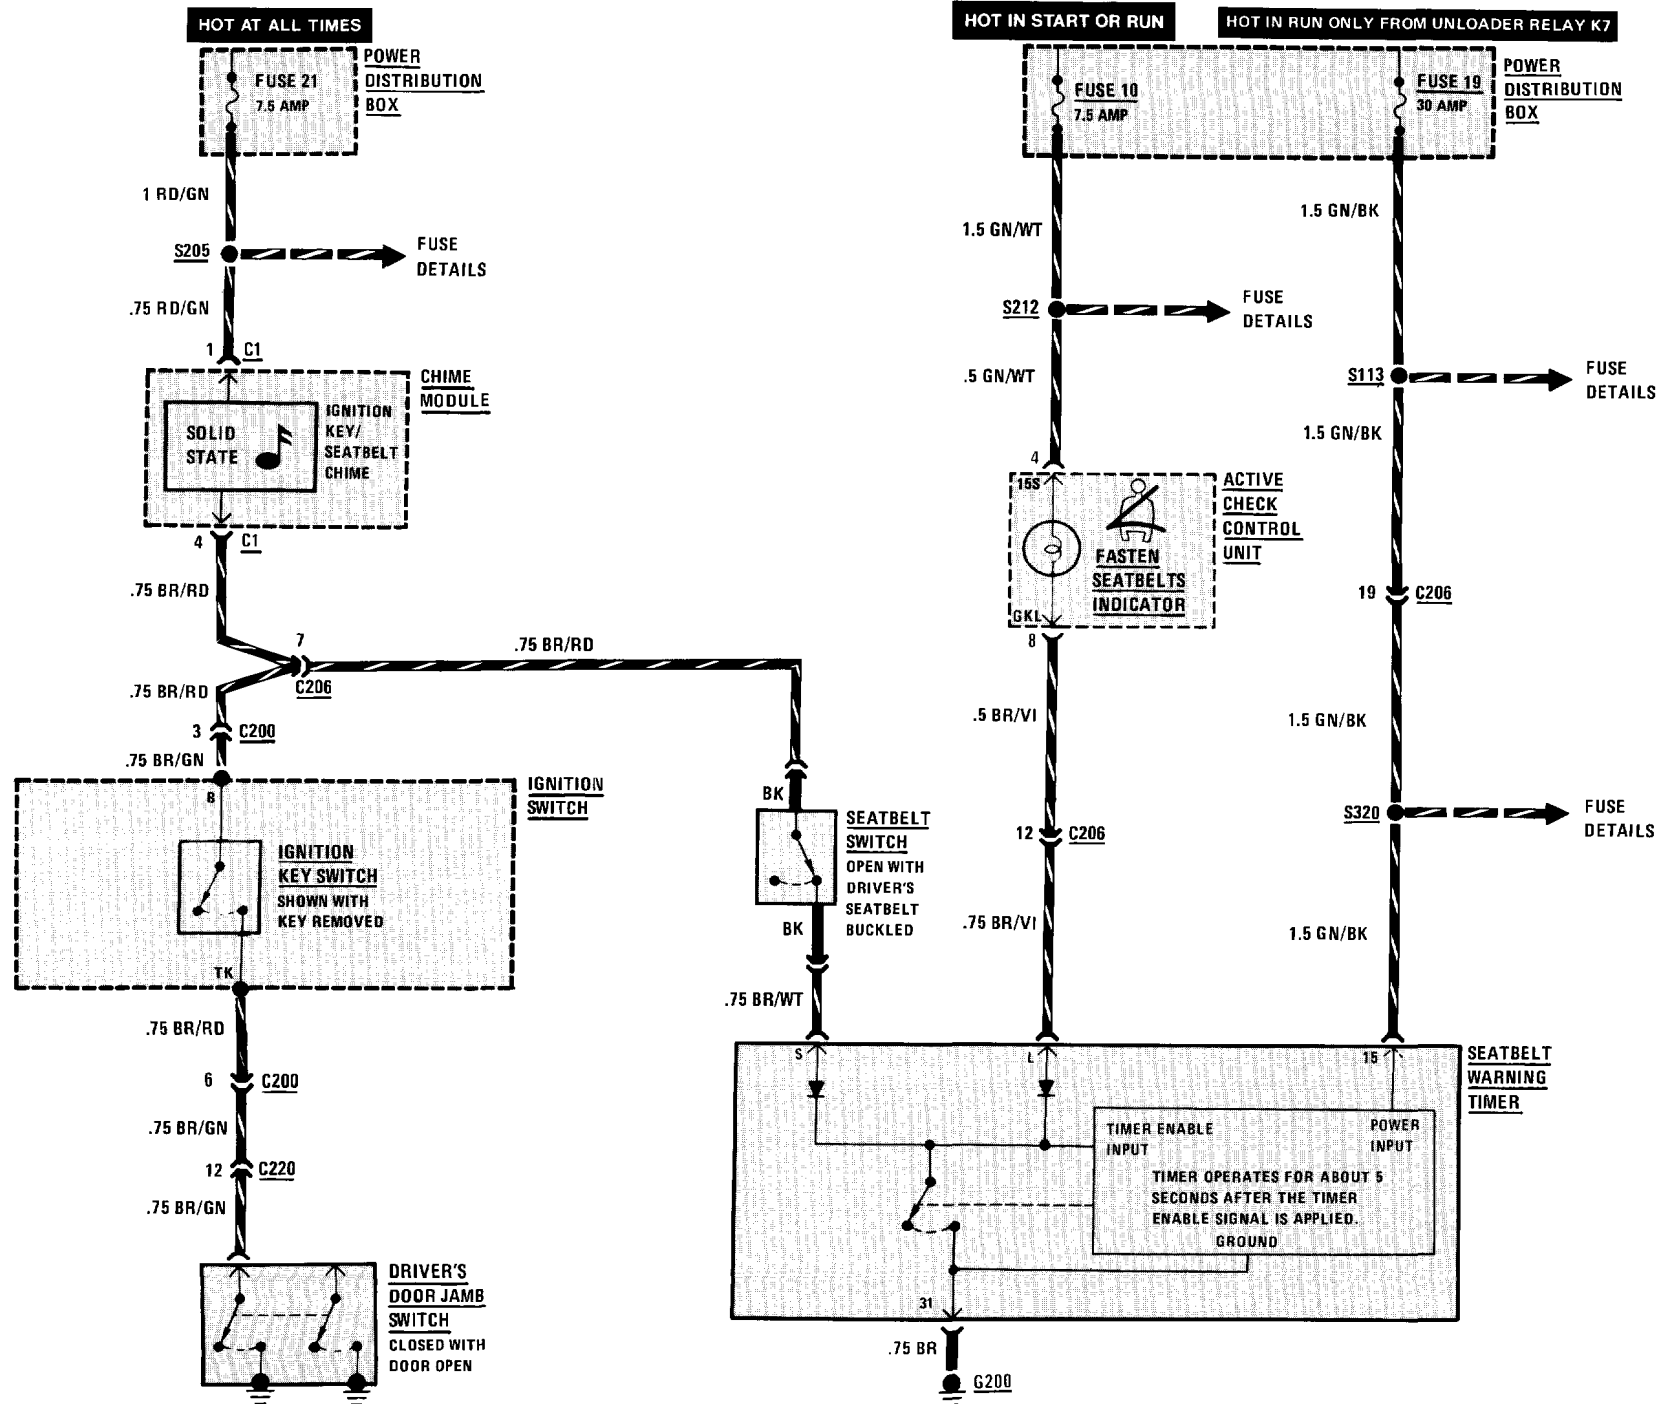 HOT AT ALL TIMES
HOT IN START OR RUN
HOT IN RUN ONLY FROM UNLOADER RELAY K7
FUSE 21
7.5 AMP
POWER
DISTRIBUTION
BOX
FUSE 10
7.5 AMP
FUSE 19
30 AMP
POWER
DISTRIBUTION
BOX
1 RD/GN
S205
FUSE
DETAILS
.75 RD/GN
1 C1
CHIME
MODULE
SOLID
STATE
IGNITION
KEY/
SEATBELT
CHIME
4 C1
.75 BR/RD
7
C206
.75 BR/RD
.75 BR/RD
3 C200
.75 BR/GN
IGNITION
SWITCH
B
IGNITION
KEY SWITCH
SHOWN WITH
KEY REMOVED
TK
.75 BR/RD
6 C200
.75 BR/GN
12 C220
.75 BR/GN
DRIVER'S
DOOR JAMB
SWITCH
CLOSED WITH
DOOR OPEN
BK
SEATBELT
SWITCH
OPEN WITH
DRIVER'S
SEATBELT
BUCKLED
BK
.75 BR/WT
1.5 GN/WT
S212
FUSE
DETAILS
.5 GN/WT
4
15S
ACTIVE
CHECK
CONTROL
UNIT
FASTEN
SEATBELTS
INDICATOR
GKL
8
.5 BR/VI
12 C206
.75 BR/VI
1.5 GN/BK
S113
FUSE
DETAILS
1.5 GN/BK
19 C206
1.5 GN/BK
S320
FUSE
DETAILS
1.5 GN/BK
S
L
15
SEATBELT
WARNING
TIMER
TIMER ENABLE
INPUT
POWER
INPUT
TIMER OPERATES FOR ABOUT 5
SECONDS AFTER THE TIMER
ENABLE SIGNAL IS APPLIED.
GROUND
31
.75 BR
G200